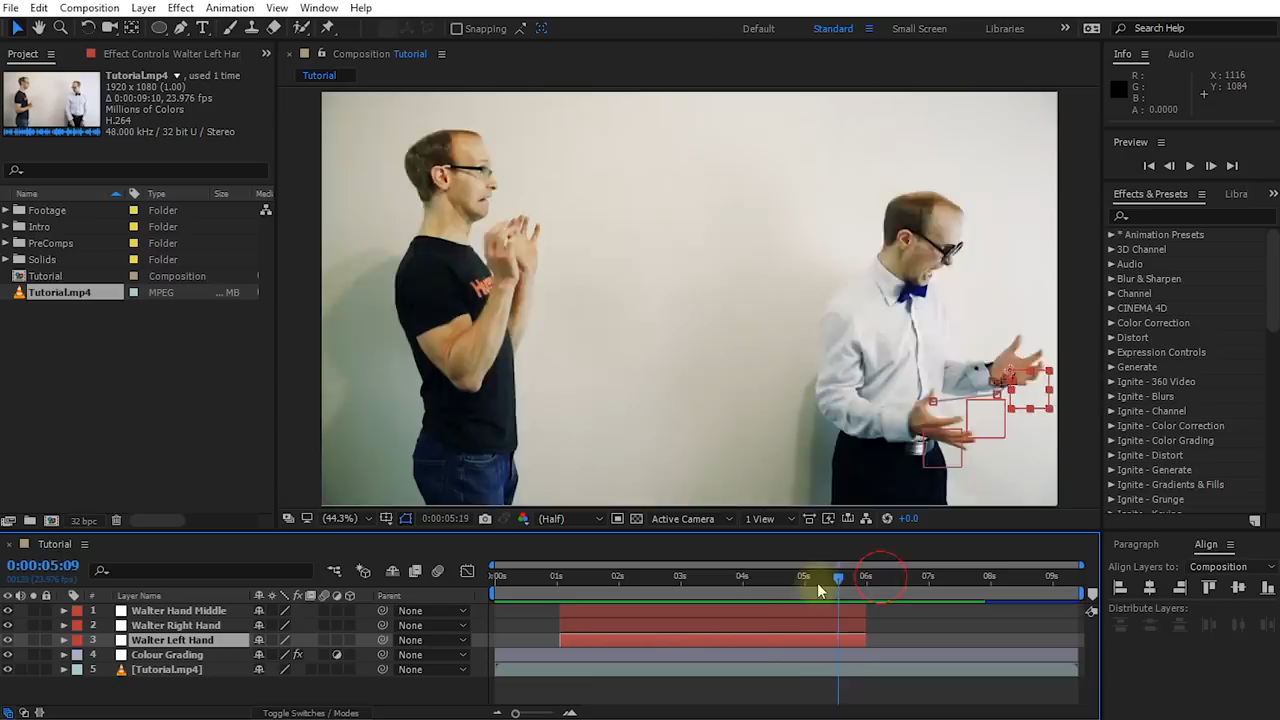 File Edit Composition Layer Effect Animation View Window Help
Snapping Default Standard Small Screen Libraries Search Help
Project Effect Controls Walter Left Har Composition Tutorial Info Audio
Tutorial.mp4 , used 1 time
1920 x 1080 (1.00)
Δ 0:00:09:10, 23.976 fps
Millions of Colors
H.264
48.000 kHz / 32 bit U / Stereo
Tutorial
R : X : 1116
G : Y : 1084
B :
A : 0.0000
Preview
Effects & Presets Libra
Name Type Size Media
Footage Folder
Intro Folder
PreComps Folder
Solids Folder
Tutorial Composition
Tutorial.mp4 MPEG ... MB
* Animation Presets
3D Channel
Audio
Blur & Sharpen
Channel
CINEMA 4D
Color Correction
Distort
Expression Controls
Generate
Ignite - 360 Video
Ignite - Blurs
Ignite - Channel
Ignite - Color Correction
Ignite - Color Grading
Ignite - Distort
Ignite - Generate
Ignite - Gradients & Fills
Ignite - Grunge
32 bpc (44.3%) 0:00:05:19 (Half) Active Camera 1 View +0.0
Tutorial
0:00:05:09
00128 (23.976 fps)
:00s 01s 02s 03s 04s 05s 06s 07s 08s 09s
# Layer Name Parent
1 Walter Hand Middle None
2 Walter Right Hand None
3 Walter Left Hand None
4 Colour Grading fx None
5 [Tutorial.mp4] None
Toggle Switches / Modes
Paragraph Align
Align Layers to: Composition
Distribute Layers: